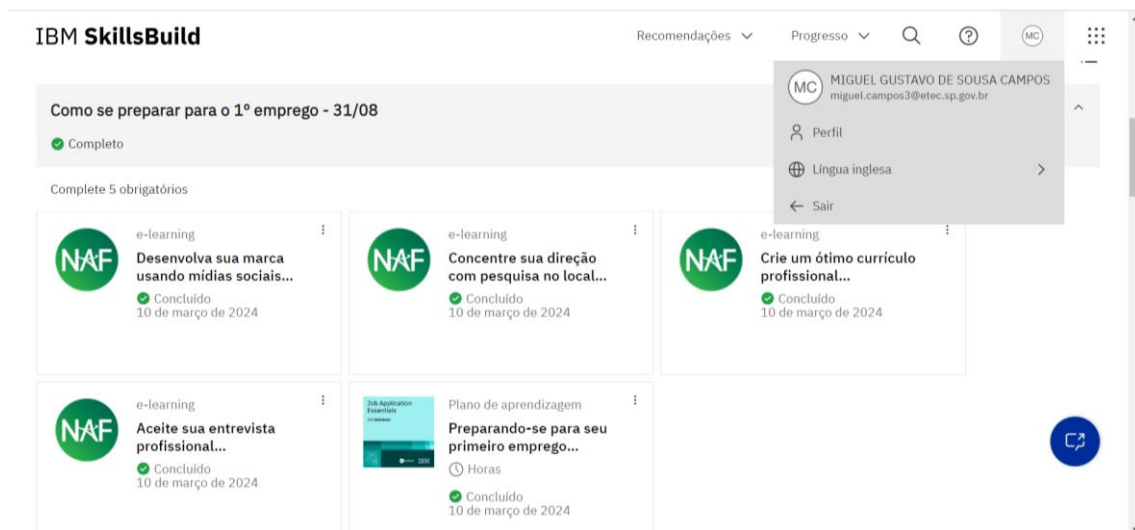 IBM SkillsBuild
Recomendações
Progresso
MC
MC
MIGUEL GUSTAVO DE SOUSA CAMPOS
miguel.campos3@etec.sp.gov.br
Perfil
Língua inglesa
Sair
Como se preparar para o 1º emprego - 31/08
Completo
Complete 5 obrigatórios
NAF
e-learning
Desenvolva sua marca
usando mídias sociais...
Concluído
10 de março de 2024
NAF
e-learning
Concentre sua direção
com pesquisa no local...
Concluído
10 de março de 2024
NAF
e-learning
Crie um ótimo currículo
profissional...
Concluído
10 de março de 2024
NAF
e-learning
Aceite sua entrevista
profissional...
Concluído
10 de março de 2024
Job Application
Essentials
IBM
Plano de aprendizagem
Preparando-se para seu
primeiro emprego...
Horas
Concluído
10 de março de 2024